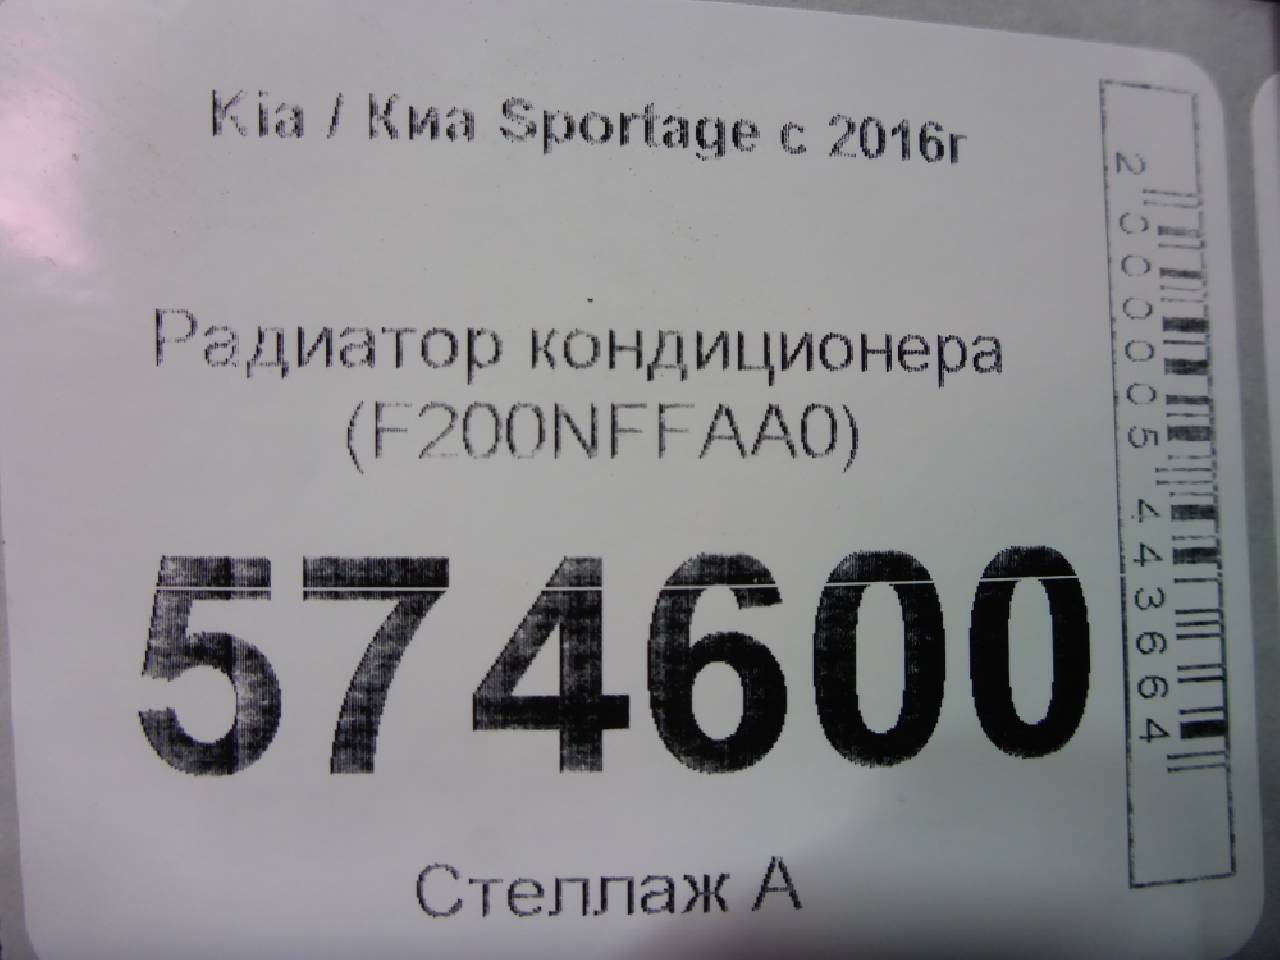 Kia / Киа Sportage с 2016г
Радиатор кондиционера
(F200NFFAA0)
574600
Стеллаж А
2000005443664